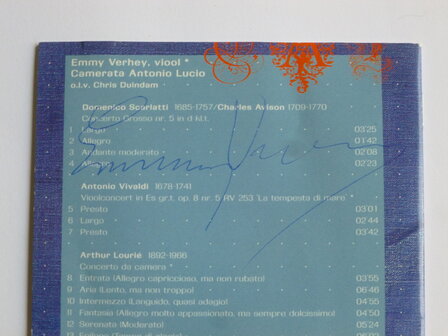 Emmy Verhey, viool *
Camerata Antonio Lucio
o.l.v. Chris Duindam
Domenico Scarlatti 1685-1757/Charles Avison 1709-1770
Concerto Grosso nr. 5 in d kl.t.
1 Largo 03'25
2 Allegro 01'42
3 Andante moderato 02'08
4 Allegro 02'23
Antonio Vivaldi 1678-1741
Vioolconcert in Es gr.t. op. 8 nr. 5 RV 253 'La tempesta di mare' *
5 Presto 03'01
6 Largo 02'44
7 Presto 03'42
Arthur Lourié 1892-1966
Concerto da camera *
8 Entrata (Allegro capriccioso, ma non rubato) 03'55
9 Aria (Lento, ma non troppo) 06'46
10 Intermezzo (Languido, quasi adagio) 04'50
11 Fantasia (Allegro molto appassionato, ma sempre dolcissimo) 04'50
12 Serenata (Moderato) 05'24